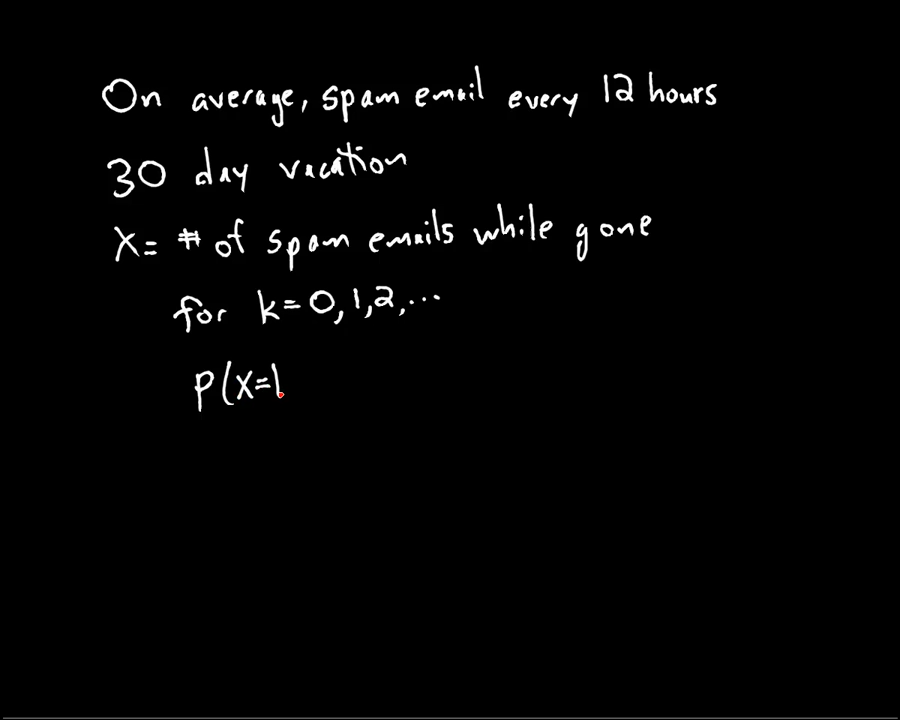 On average, spam email every 12 hours
30 day vacation
X = # of spam emails while gone
for k = 0, 1, 2, ...
P(X=